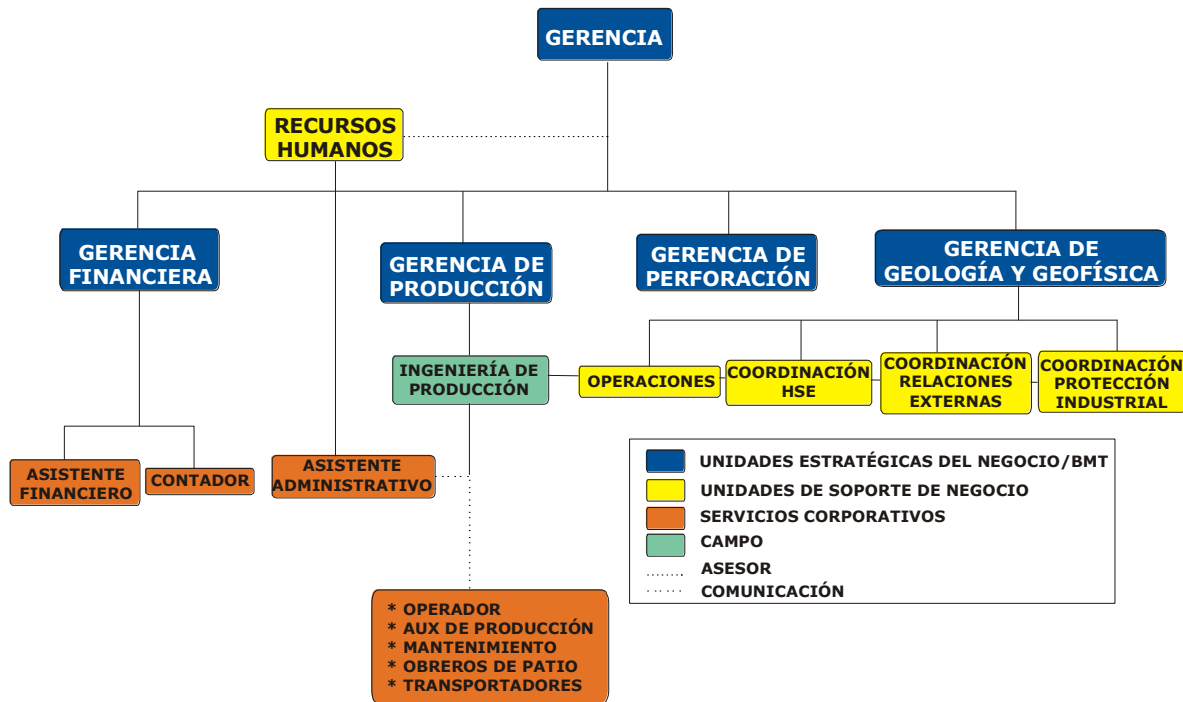 GERENCIA
RECURSOS
HUMANOS
GERENCIA
FINANCIERA
GERENCIA DE
PRODUCCIÓN
GERENCIA DE
PERFORACIÓN
GERENCIA DE
GEOLOGÍA Y GEOFÍSICA
INGENIERÍA DE
PRODUCCIÓN
OPERACIONES
COORDINACIÓN
HSE
COORDINACIÓN
RELACIONES
EXTERNAS
COORDINACIÓN
PROTECCIÓN
INDUSTRIAL
ASISTENTE
FINANCIERO
CONTADOR
ASISTENTE
ADMINISTRATIVO
* OPERADOR
* AUX DE PRODUCCIÓN
* MANTENIMIENTO
* OBREROS DE PATIO
* TRANSPORTADORES
UNIDADES ESTRATÉGICAS DEL NEGOCIO/BMT
UNIDADES DE SOPORTE DE NEGOCIO
SERVICIOS CORPORATIVOS
CAMPO
ASESOR
COMUNICACIÓN